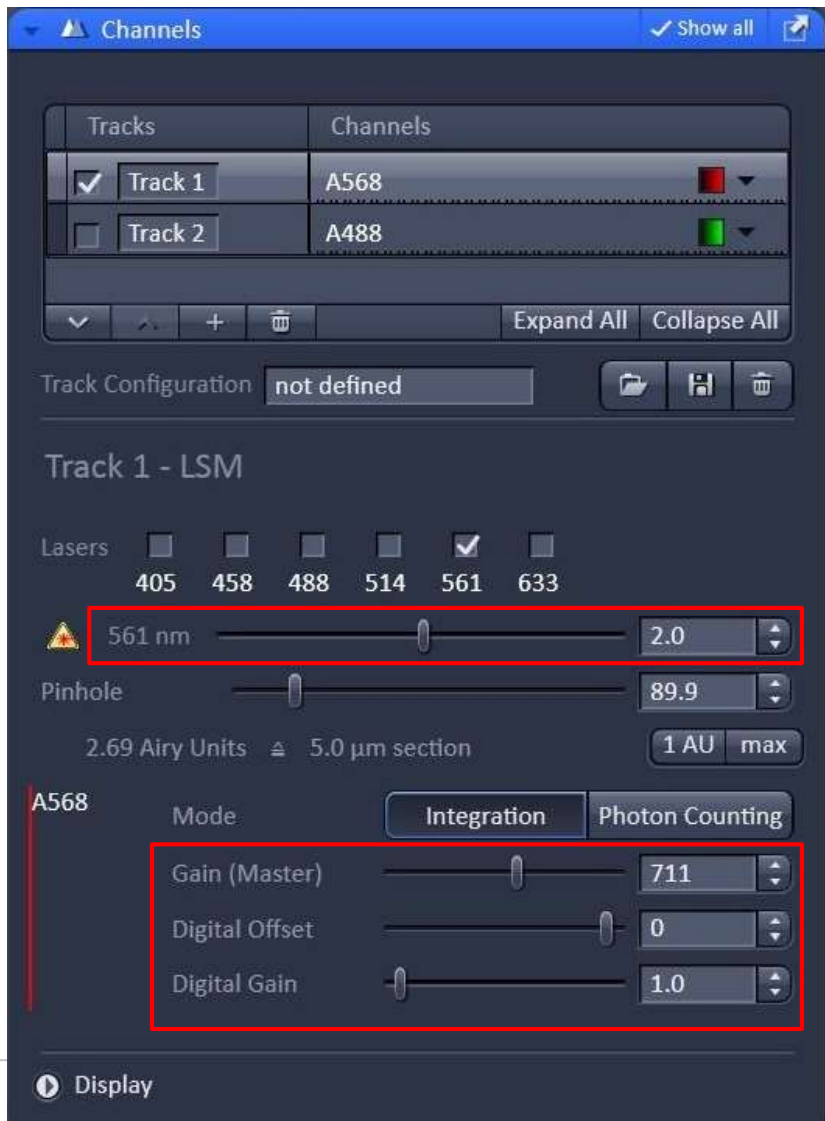 Channels ✓ Show all
Tracks Channels
Track 1 A568
Track 2 A488
Expand All Collapse All
Track Configuration not defined
Track 1 - LSM
Lasers
405 458 488 514 561 633
561 nm 2.0
Pinhole 89.9
2.69 Airy Units ≙ 5.0 µm section 1 AU max
A568 Mode Integration Photon Counting
Gain (Master) 711
Digital Offset 0
Digital Gain 1.0
Display